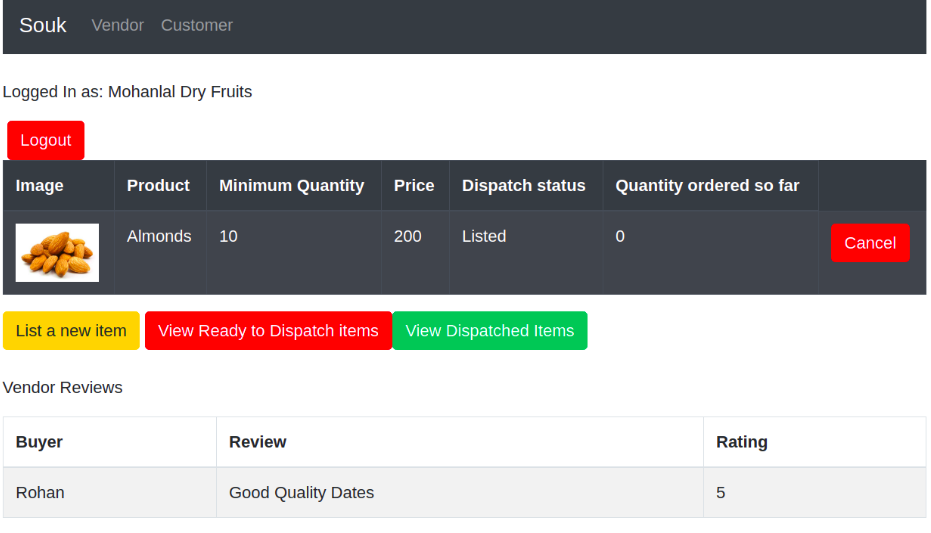 Souk Vendor Customer
Logged In as: Mohanlal Dry Fruits
Logout
Image Product Minimum Quantity Price Dispatch status Quantity ordered so far
Almonds 10 200 Listed 0 Cancel
List a new item View Ready to Dispatch items View Dispatched Items
Vendor Reviews
Buyer Review Rating
Rohan Good Quality Dates 5